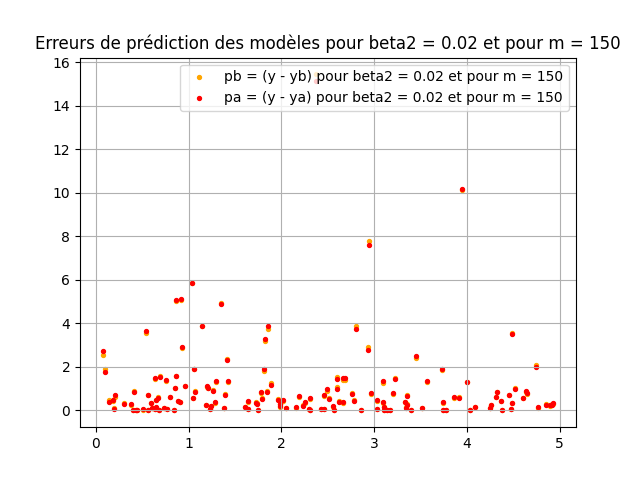 Erreurs de prédiction des modèles pour beta2 = 0.02 et pour m = 150
pb = (y - yb) pour beta2 = 0.02 et pour m = 150
pa = (y - ya) pour beta2 = 0.02 et pour m = 150
16
14
12
10
8
6
4
2
0
0 1 2 3 4 5